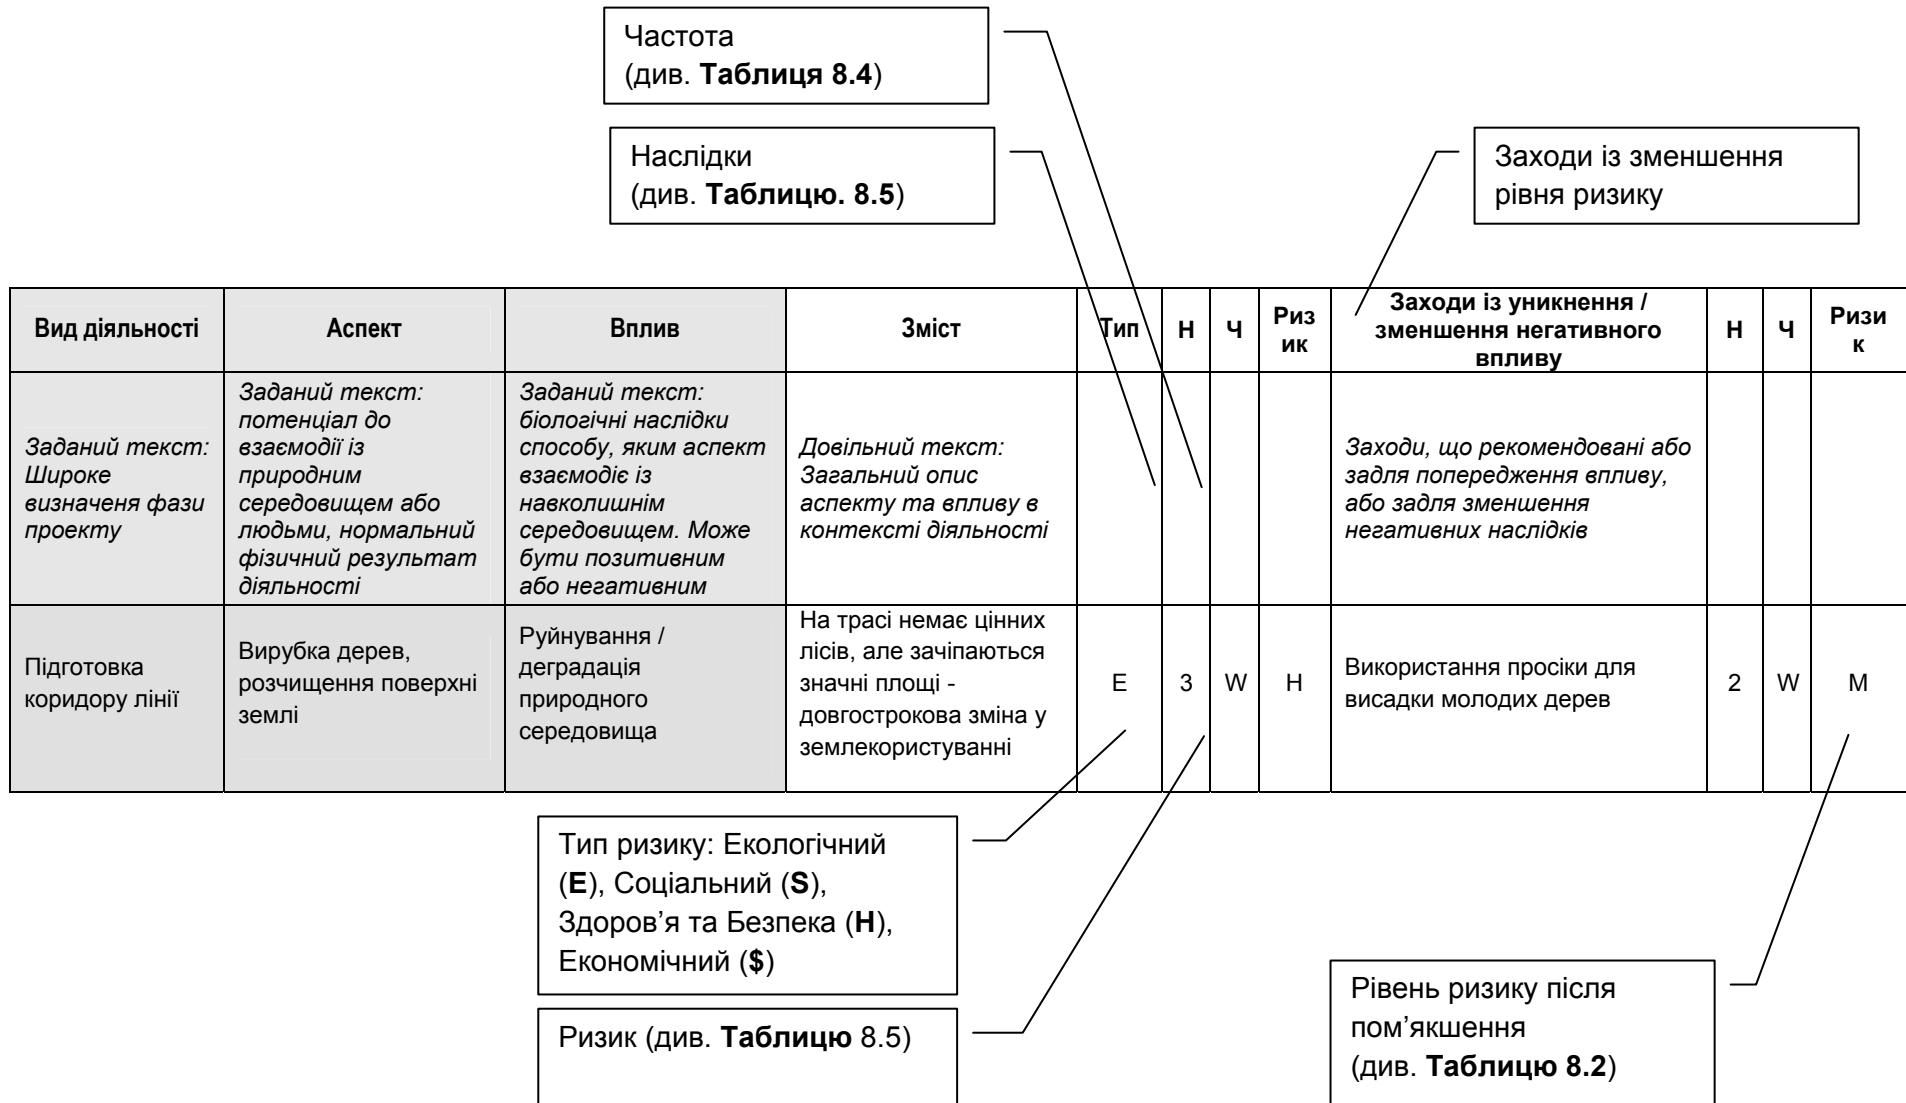 Частота
(див. Таблиця 8.4)
Наслідки
(див. Таблицю. 8.5)
Заходи із зменшення
рівня ризику
Вид діяльності
Аспект
Вплив
Зміст
Тип
Н
Ч
Риз
ик
Заходи із уникнення /
зменшення негативного
впливу
Н
Ч
Ризи
к
Заданий текст:
Широке
визначеня фази
проекту
Заданий текст:
потенціал до
взаємодії із
природним
середовищем або
людьми, нормальний
фізичний результат
діяльності
Заданий текст:
біологічні наслідки
способу, яким аспект
взаємодіє із
навколишнім
середовищем. Може
бути позитивним
або негативним
Довільний текст:
Загальний опис
аспекту та впливу в
контексті діяльності
Заходи, що рекомендовані або
задля попередження впливу,
або задля зменшення
негативних наслідків
Підготовка
коридору лінії
Вирубка дерев,
розчищення поверхні
землі
Руйнування /
деградація
природного
середовища
На трасі немає цінних
лісів, але зачіпаються
значні площі -
довгострокова зміна у
землекористуванні
E
3
W
H
Використання просіки для
висадки молодих дерев
2
W
M
Тип ризику: Екологічний
(E), Соціальний (S),
Здоров’я та Безпека (H),
Економічний ($)
Ризик (див. Таблицю 8.5)
Рівень ризику після
пом’якшення
(див. Таблицю 8.2)